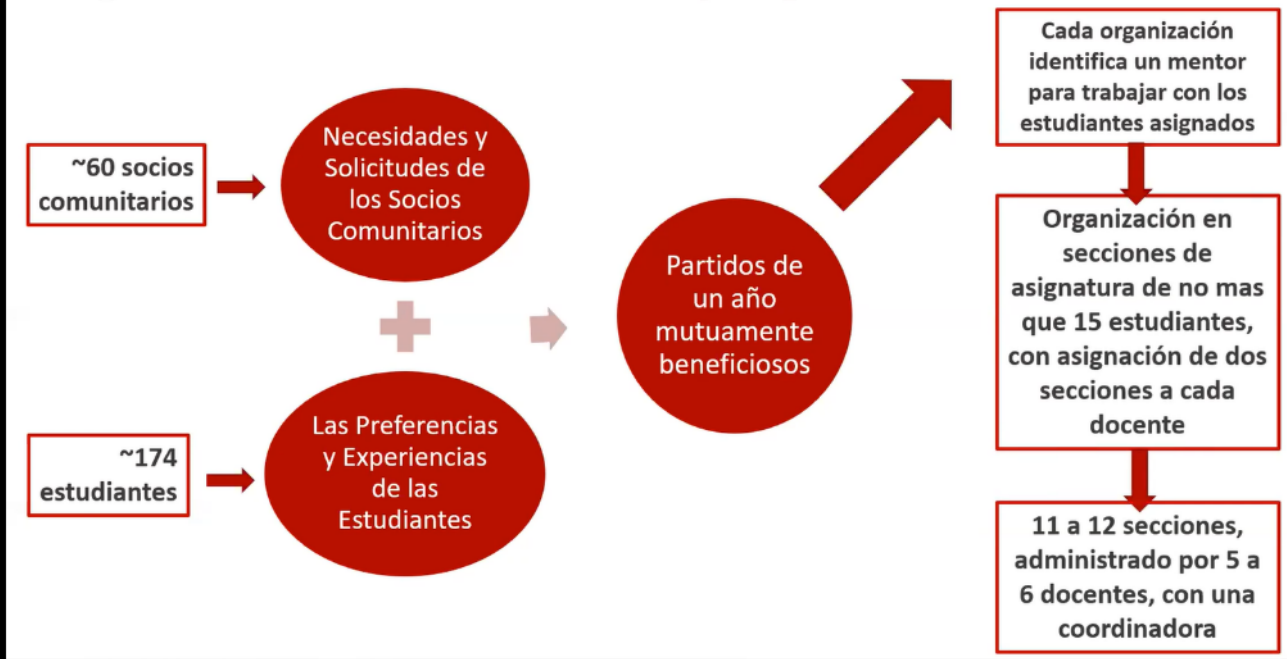 ~60 socios
comunitarios
Necesidades y
Solicitudes de
los Socios
Comunitarios
~174
estudiantes
Las Preferencias
y Experiencias
de las
Estudiantes
Partidos de
un año
mutuamente
beneficiosos
Cada organización
identifica un mentor
para trabajar con los
estudiantes asignados
Organización en
secciones de
asignatura de no mas
que 15 estudiantes,
con asignación de dos
secciones a cada
docente
11 a 12 secciones,
administrado por 5 a
6 docentes, con una
coordinadora